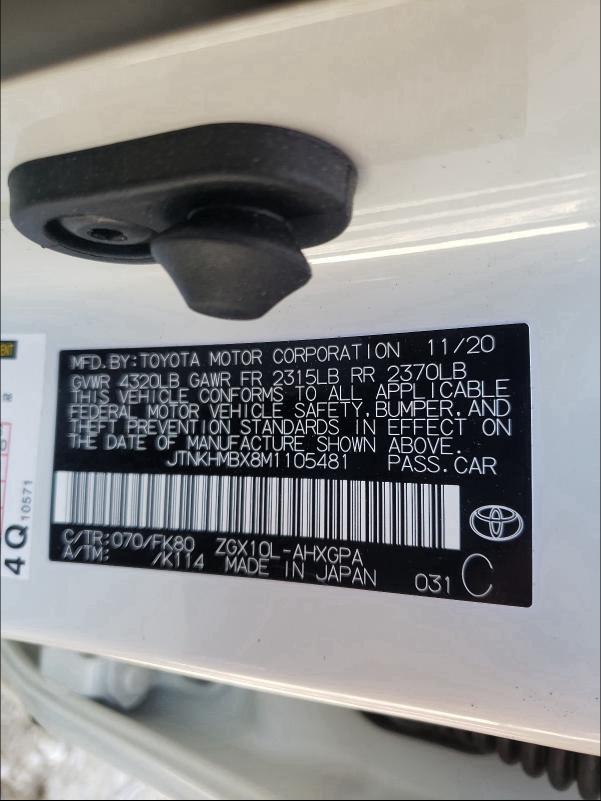 MFD.BY:TOYOTA MOTOR CORPORATION 11/20
GVWR 4320LB GAWR FR 2315LB RR 2370LB
THIS VEHICLE CONFORMS TO ALL APPLICABLE
FEDERAL MOTOR VEHICLE SAFETY,BUMPER,AND
THEFT PREVENTION STANDARDS IN EFFECT ON
THE DATE OF MANUFACTURE SHOWN ABOVE.
JTNKHMBX8M1105481 PASS.CAR
C/TR:070/FK80 ZGX10L-AHXGPA
A/TM: /K114 MADE IN JAPAN 031 C
4Q 10571